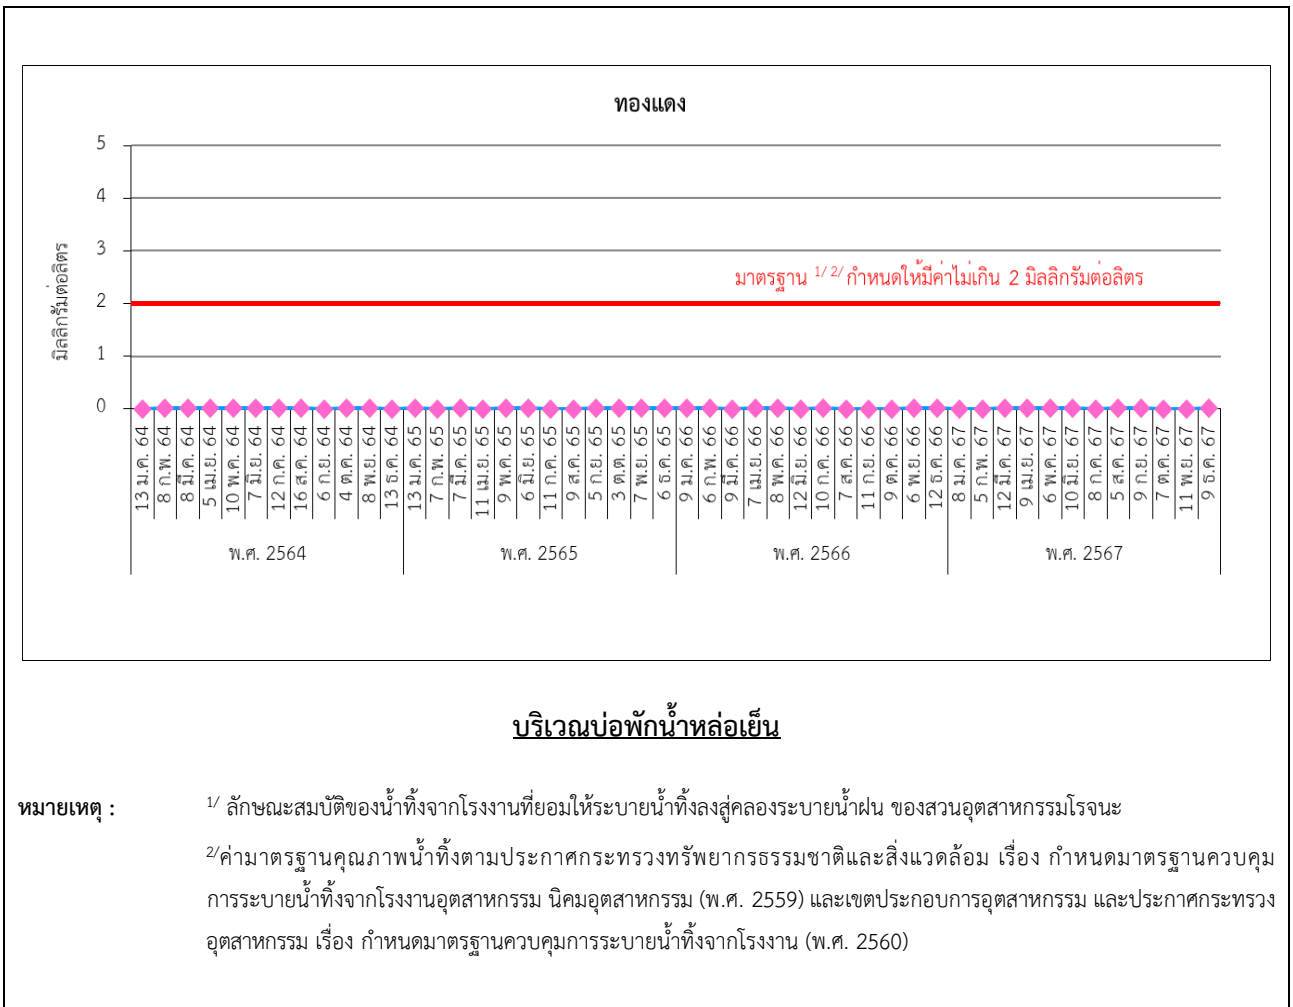 ทองแดง
5
4
3
2
1
0
มิลลิกรัมต่อลิตร
มาตรฐาน 1/ 2/ กำหนดให้มีค่าไม่เกิน 2 มิลลิกรัมต่อลิตร
13 ม.ค. 64
8 ก.พ. 64
8 มี.ค. 64
5 เม.ย. 64
10 พ.ค. 64
7 มิ.ย. 64
12 ก.ค. 64
16 ส.ค. 64
6 ก.ย. 64
4 ต.ค. 64
8 พ.ย. 64
13 ธ.ค. 64
13 ม.ค. 65
7 ก.พ. 65
7 มี.ค. 65
11 เม.ย. 65
9 พ.ค. 65
6 มิ.ย. 65
11 ก.ค. 65
9 ส.ค. 65
5 ก.ย. 65
3 ต.ต. 65
7 พ.ย. 65
6 ธ.ค. 65
9 ม.ค. 66
6 ก.พ. 66
9 มี.ค. 66
7 เม.ย. 66
8 พ.ค. 66
12 มิ.ย. 66
10 ก.ค. 66
7 ส.ค. 66
11 ก.ย. 66
9 ต.ค. 66
6 พ.ย. 66
12 ธ.ค. 66
8 ม.ค. 67
5 ก.พ. 67
12 มี.ค. 67
9 เม.ย. 67
6 พ.ค. 67
10 มิ.ย. 67
8 ก.ค. 67
5 ส.ค. 67
9 ก.ย. 67
7 ต.ค. 67
11 พ.ย. 67
9 ธ.ค. 67
พ.ศ. 2564
พ.ศ. 2565
พ.ศ. 2566
พ.ศ. 2567
บริเวณบ่อพักน้ำหล่อเย็น
หมายเหตุ : 1/ ลักษณะสมบัติของน้ำทิ้งจากโรงงานที่ยอมให้ระบายน้ำทิ้งลงสู่คลองระบายน้ำฝน ของสวนอุตสาหกรรมโรจนะ
2/ค่ามาตรฐานคุณภาพน้ำทิ้งตามประกาศกระทรวงทรัพยากรธรรมชาติและสิ่งแวดล้อม เรื่อง กำหนดมาตรฐานควบคุม
การระบายน้ำทิ้งจากโรงงานอุตสาหกรรม นิคมอุตสาหกรรม (พ.ศ. 2559) และเขตประกอบการอุตสาหกรรม และประกาศกระทรวง
อุตสาหกรรม เรื่อง กำหนดมาตรฐานควบคุมการระบายน้ำทิ้งจากโรงงาน (พ.ศ. 2560)